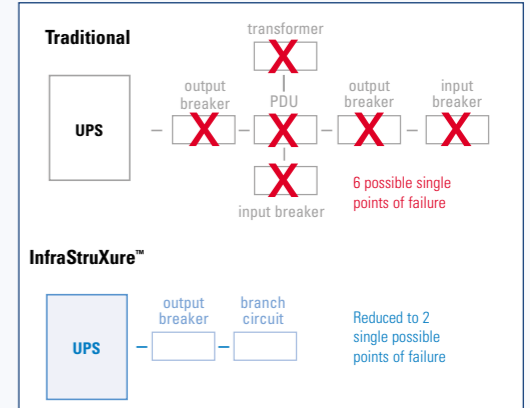 Traditional
transformer
output
breaker
PDU
output
breaker
input
breaker
UPS
input breaker
6 possible single
points of failure
InfraStruXure™
output
breaker
branch
circuit
UPS
Reduced to 2
single possible
points of failure